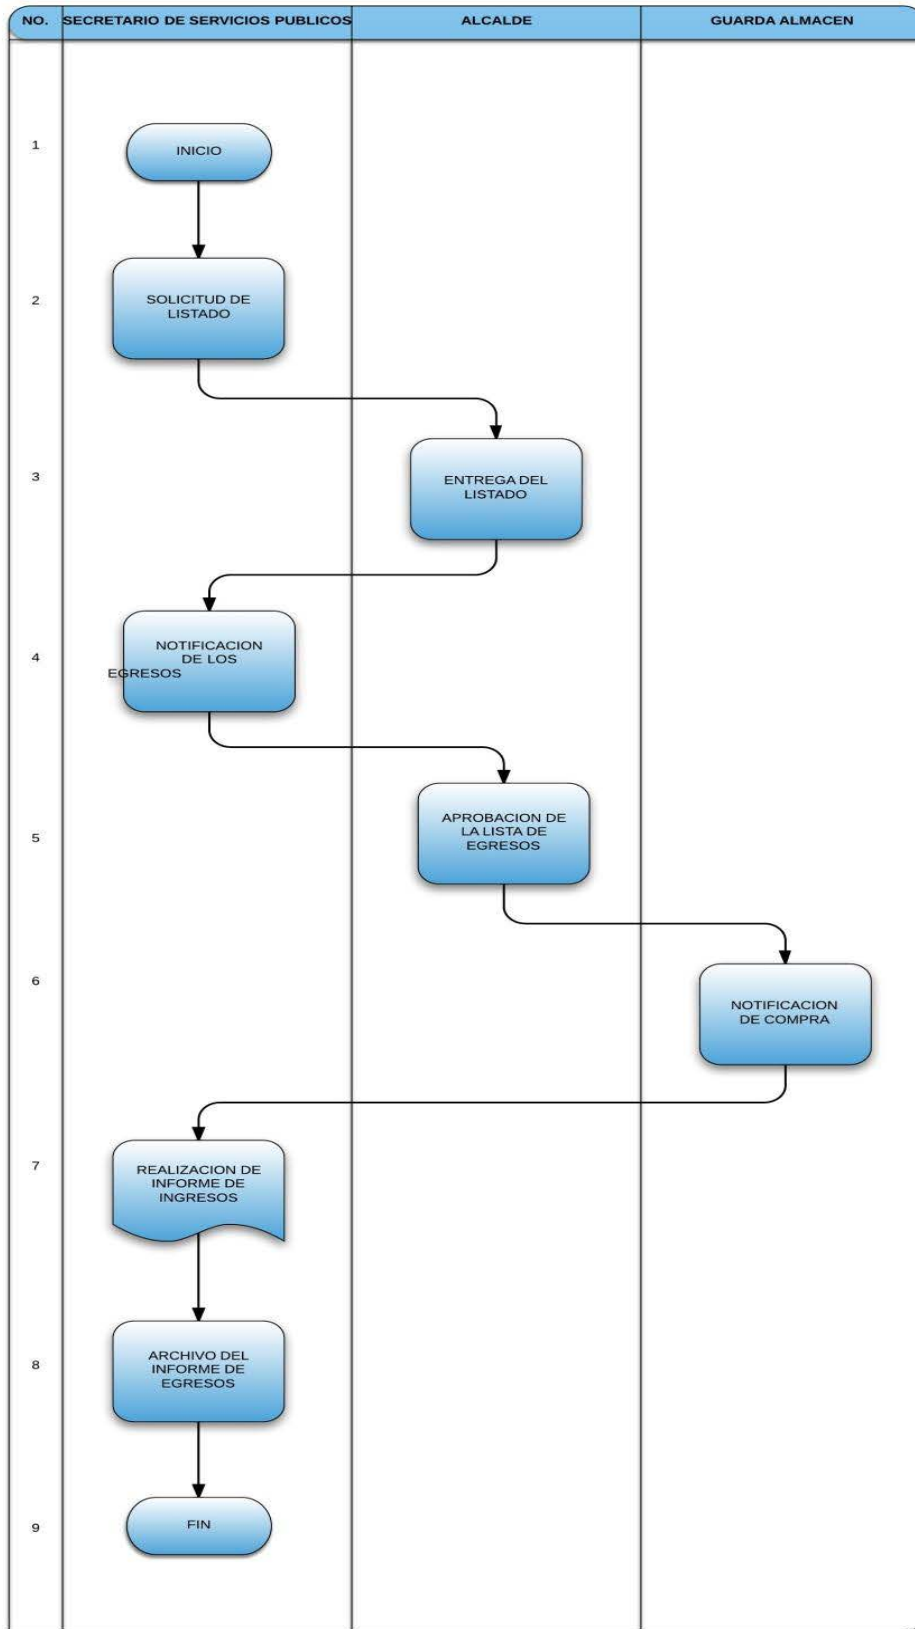 NO. SECRETARIO DE SERVICIOS PUBLICOS ALCALDE GUARDA ALMACEN
1
INICIO
2
SOLICITUD DE
LISTADO
3
ENTREGA DEL
LISTADO
4
NOTIFICACION
DE LOS
EGRESOS
5
APROBACION DE
LA LISTA DE
EGRESOS
6
NOTIFICACION
DE COMPRA
7
REALIZACION DE
INFORME DE
INGRESOS
8
ARCHIVO DEL
INFORME DE
EGRESOS
9
FIN